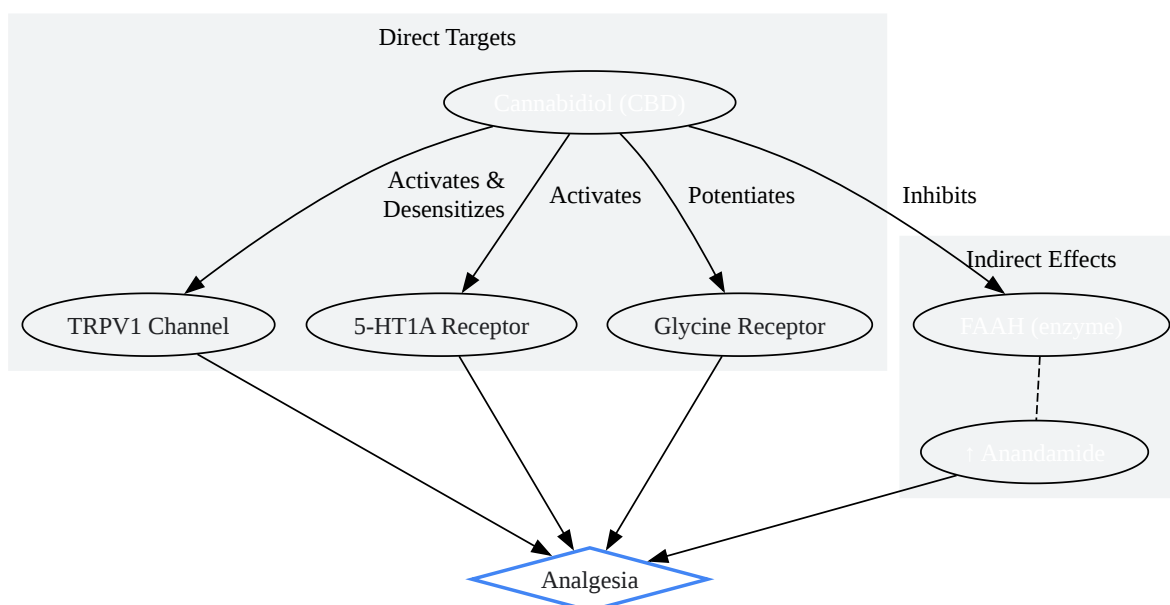 Direct Targets
Cannabidiol (CBD)
Activates &
Desensitizes
Activates
Potentiates
Inhibits
Indirect Effects
TRPV1 Channel
5-HT1A Receptor
Glycine Receptor
FAAH (enzyme)
↑ Anandamide
Analgesia